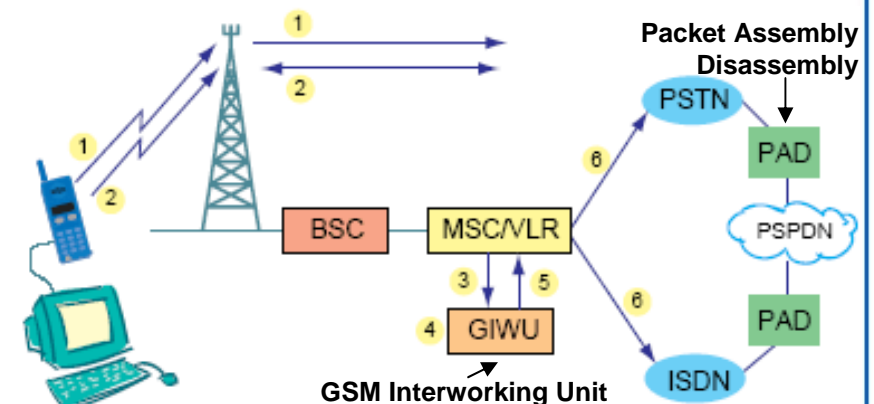 1
Packet Assembly
Disassembly
2
PSTN
1
6
PAD
2
BSC
MSC/VLR
PSPDN
3
5
6
4
GIWU
PAD
GSM Interworking Unit
ISDN